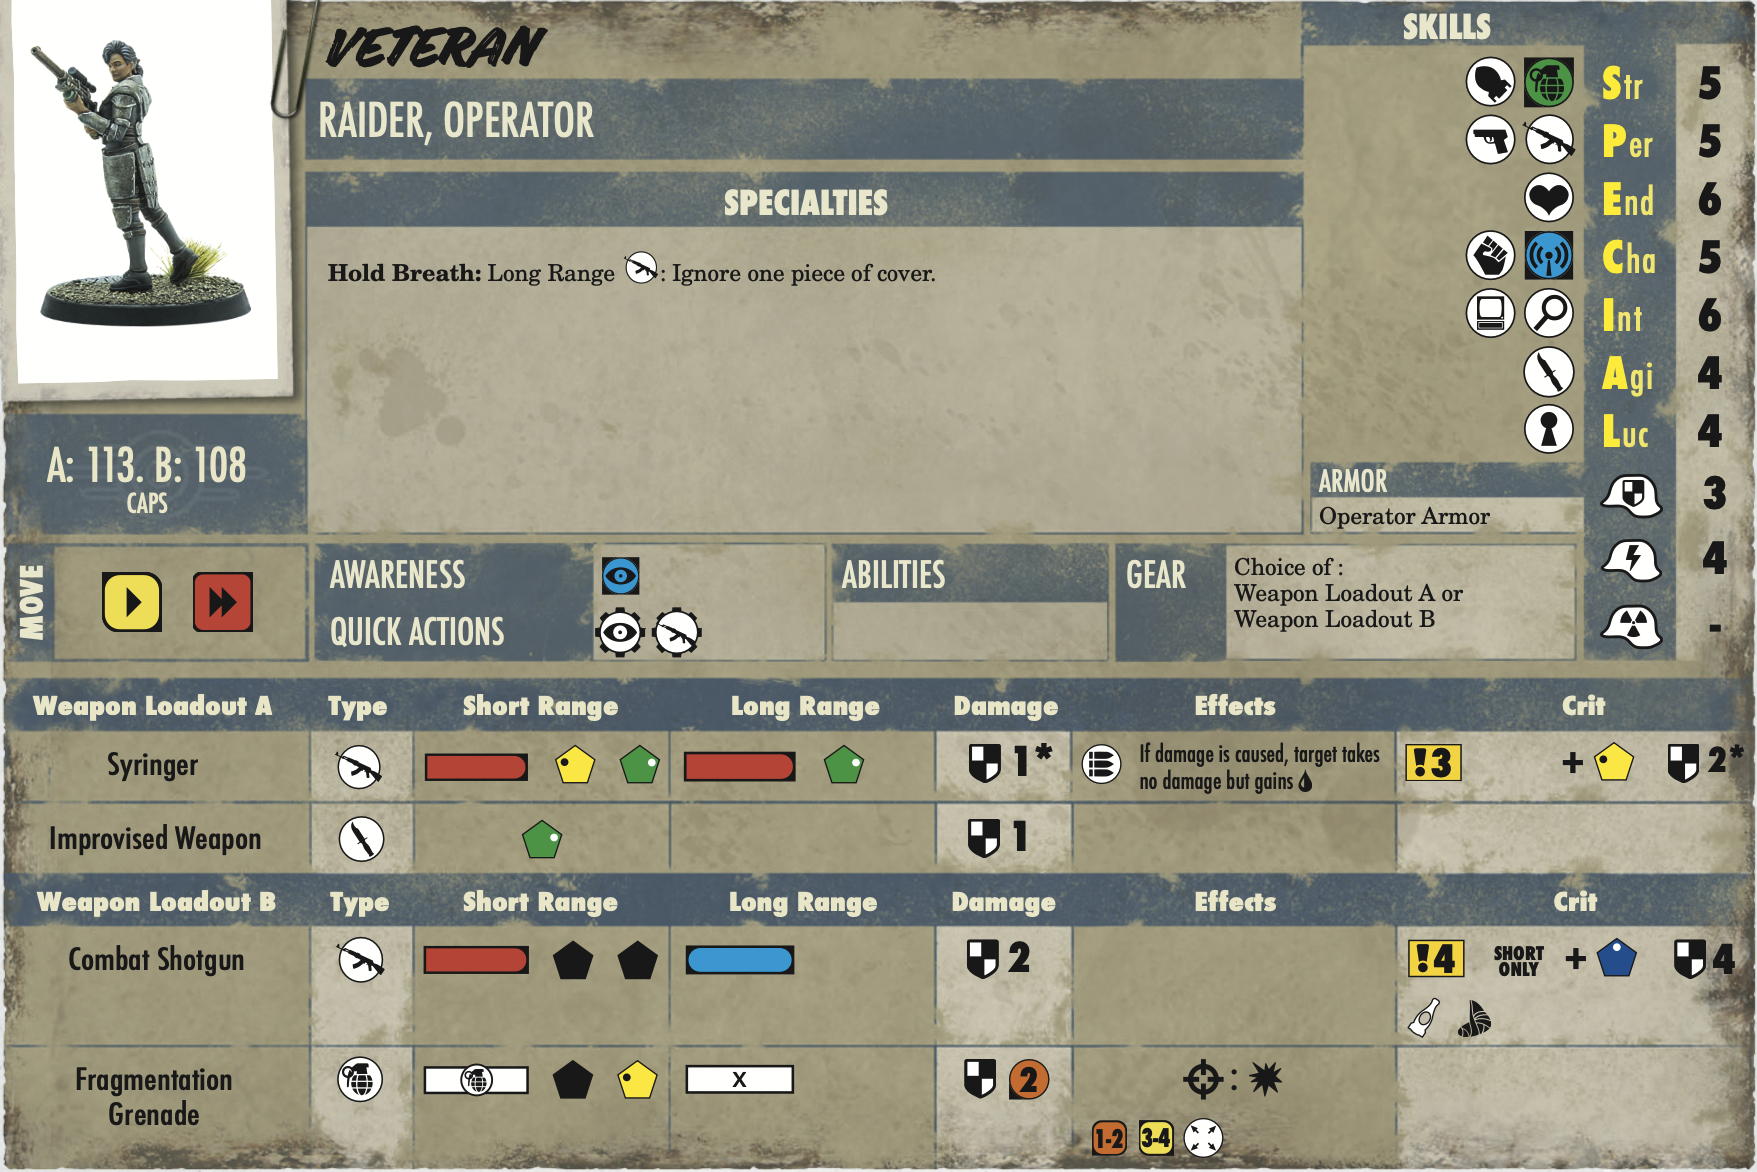 VETERAN
RAIDER, OPERATOR
SPECIALTIES
Hold Breath: Long Range : Ignore one piece of cover.
A: 113. B: 108
CAPS
SKILLS
Str 5
Per 5
End 6
Cha 5
Int 6
Agi 4
Luc 4
ARMOR
Operator Armor
3
4
-
MOVE
AWARENESS
QUICK ACTIONS
ABILITIES
GEAR
Choice of :
Weapon Loadout A or
Weapon Loadout B
Weapon Loadout A Type Short Range Long Range Damage Effects Crit
Syringer 1* If damage is caused, target takes
no damage but gains
!3 + 2*
Improvised Weapon 1
Weapon Loadout B Type Short Range Long Range Damage Effects Crit
Combat Shotgun 2 !4 SHORT
ONLY + 4
Fragmentation
Grenade X 2 :
1-2 3-4